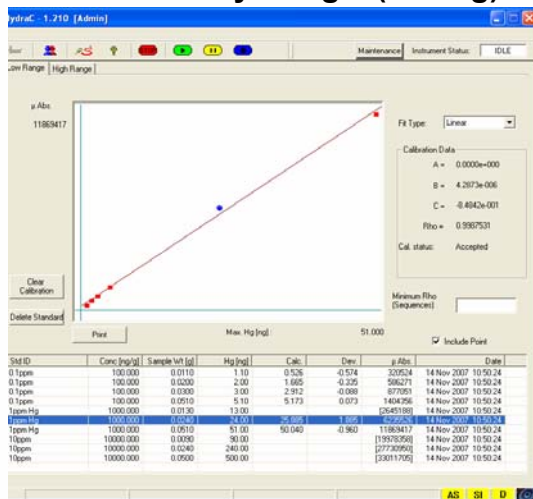 HydraC - 1.210 [Admin]
Maintenance Instrument Status: IDLE
Low Range High Range
µ Abs.
11869417
Fit Type: Linear
Calibration Data
A = 0.0000e+000
B = 4.2873e-006
C = -8.4842e-001
Rho = 0.9987531
Cal. status: Accepted
Clear
Calibration
Minimum Rho
(Sequences)
Delete Standard
Print Max. Hg [ng]: 51.000
Include Point
Std ID Conc [ng/g] Sample Wt [g] Hg [ng] Calc. Dev. µ Abs. Date
0.1ppm 100.000 0.0110 1.10 0.526 -0.574 320524 14 Nov 2007 10:50:24
0.1ppm 100.000 0.0200 2.00 1.665 -0.335 586271 14 Nov 2007 10:50:24
0.1ppm 100.000 0.0300 3.00 2.912 -0.088 877051 14 Nov 2007 10:50:24
0.1ppm 100.000 0.0510 5.10 5.173 0.073 1404356 14 Nov 2007 10:50:24
1ppm Hg 1000.000 0.0130 13.00 [2645188] 14 Nov 2007 10:50:24
1ppm Hg 1000.000 0.0240 24.00 25.885 1.885 6235526 14 Nov 2007 10:50:24
1ppm Hg 1000.000 0.0510 51.00 50.040 -0.960 11869417 14 Nov 2007 10:50:24
10ppm 10000.000 0.0090 90.00 [19978358] 14 Nov 2007 10:50:24
10ppm 10000.000 0.0240 240.00 [27730950] 14 Nov 2007 10:50:24
10ppm 10000.000 0.0500 500.00 [33011705] 14 Nov 2007 10:50:24
AS SI D